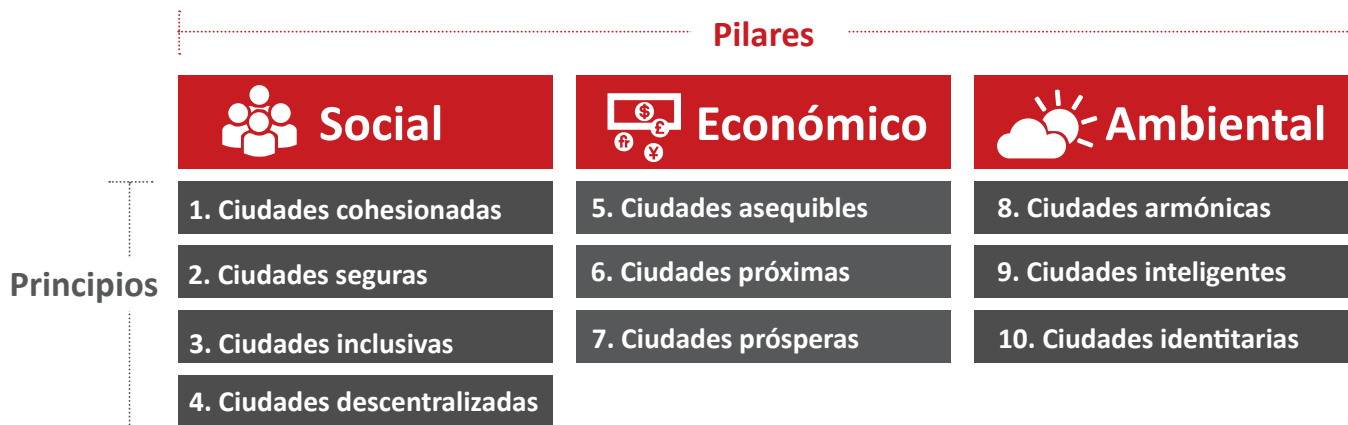 Pilares
Social
Económico
Ambiental
Principios
1. Ciudades cohesionadas
2. Ciudades seguras
3. Ciudades inclusivas
4. Ciudades descentralizadas
5. Ciudades asequibles
6. Ciudades próximas
7. Ciudades prósperas
8. Ciudades armónicas
9. Ciudades inteligentes
10. Ciudades identitarias